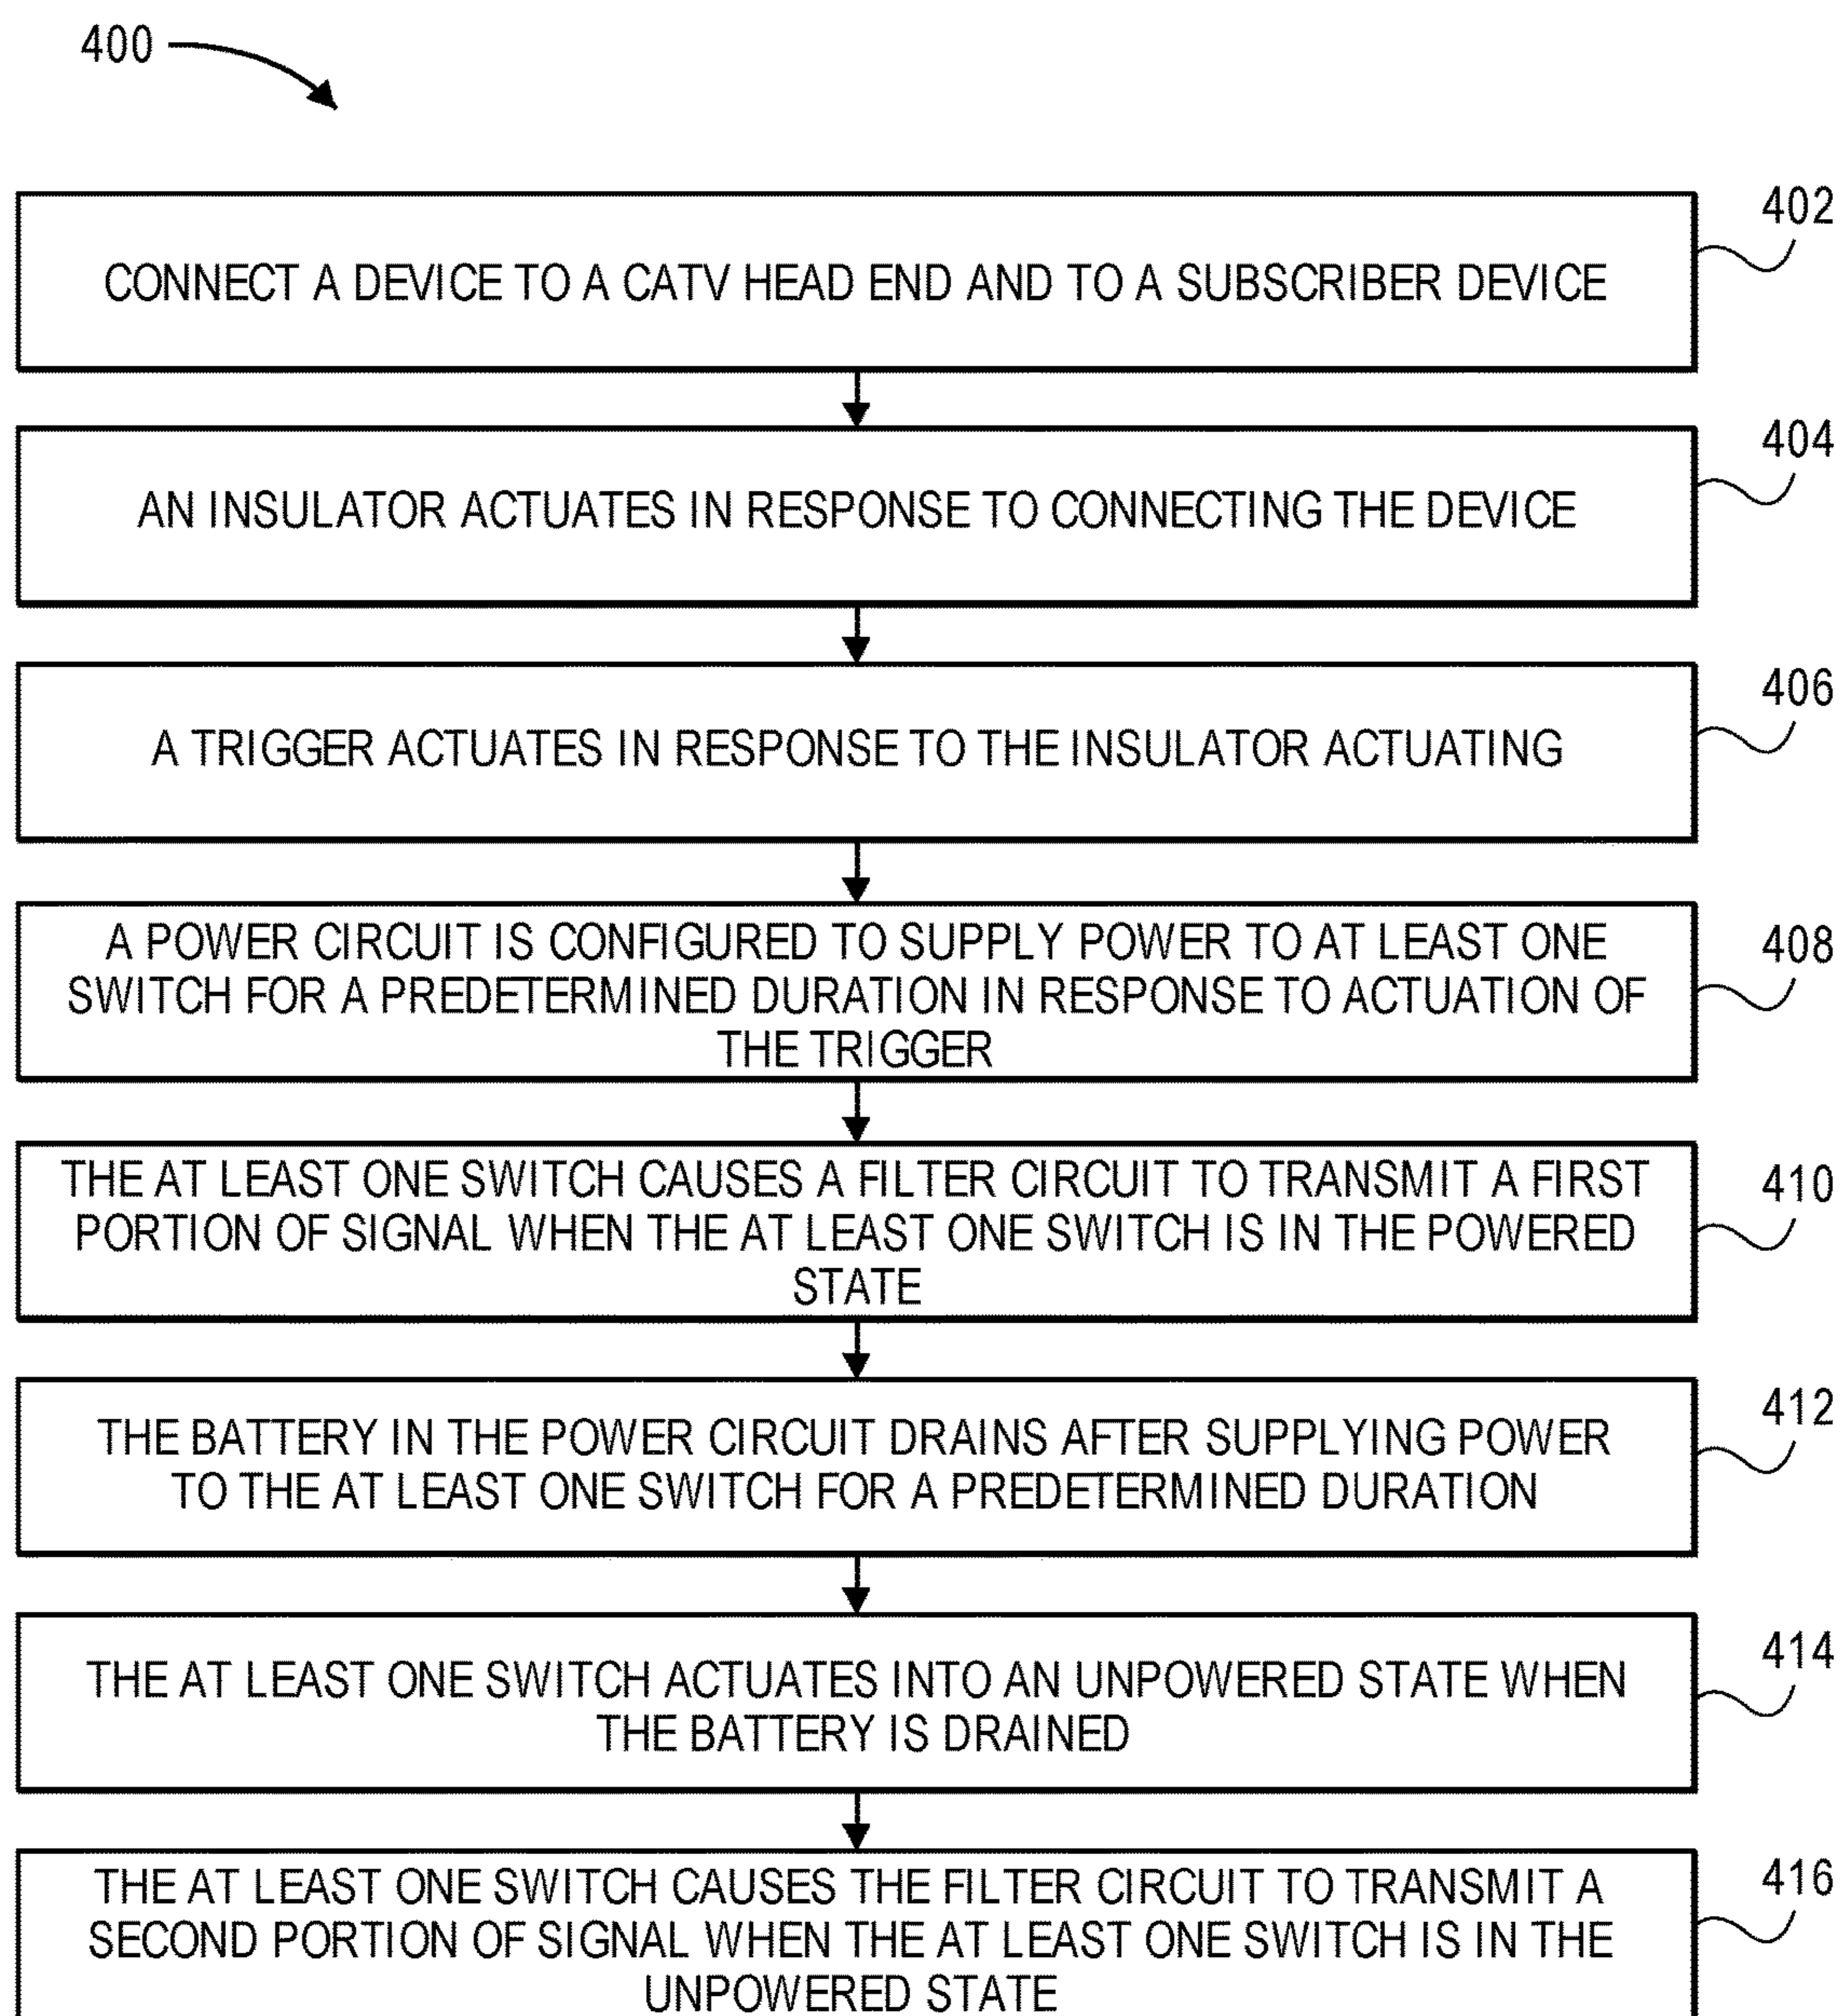 400
402
CONNECT A DEVICE TO A CATV HEAD END AND TO A SUBSCRIBER DEVICE
404
AN INSULATOR ACTUATES IN RESPONSE TO CONNECTING THE DEVICE
406
A TRIGGER ACTUATES IN RESPONSE TO THE INSULATOR ACTUATING
408
A POWER CIRCUIT IS CONFIGURED TO SUPPLY POWER TO AT LEAST ONE
SWITCH FOR A PREDETERMINED DURATION IN RESPONSE TO ACTUATION OF
THE TRIGGER
410
THE AT LEAST ONE SWITCH CAUSES A FILTER CIRCUIT TO TRANSMIT A FIRST
PORTION OF SIGNAL WHEN THE AT LEAST ONE SWITCH IS IN THE POWERED
STATE
412
THE BATTERY IN THE POWER CIRCUIT DRAINS AFTER SUPPLYING POWER
TO THE AT LEAST ONE SWITCH FOR A PREDETERMINED DURATION
414
THE AT LEAST ONE SWITCH ACTUATES INTO AN UNPOWERED STATE WHEN
THE BATTERY IS DRAINED
416
THE AT LEAST ONE SWITCH CAUSES THE FILTER CIRCUIT TO TRANSMIT A
SECOND PORTION OF SIGNAL WHEN THE AT LEAST ONE SWITCH IS IN THE
UNPOWERED STATE